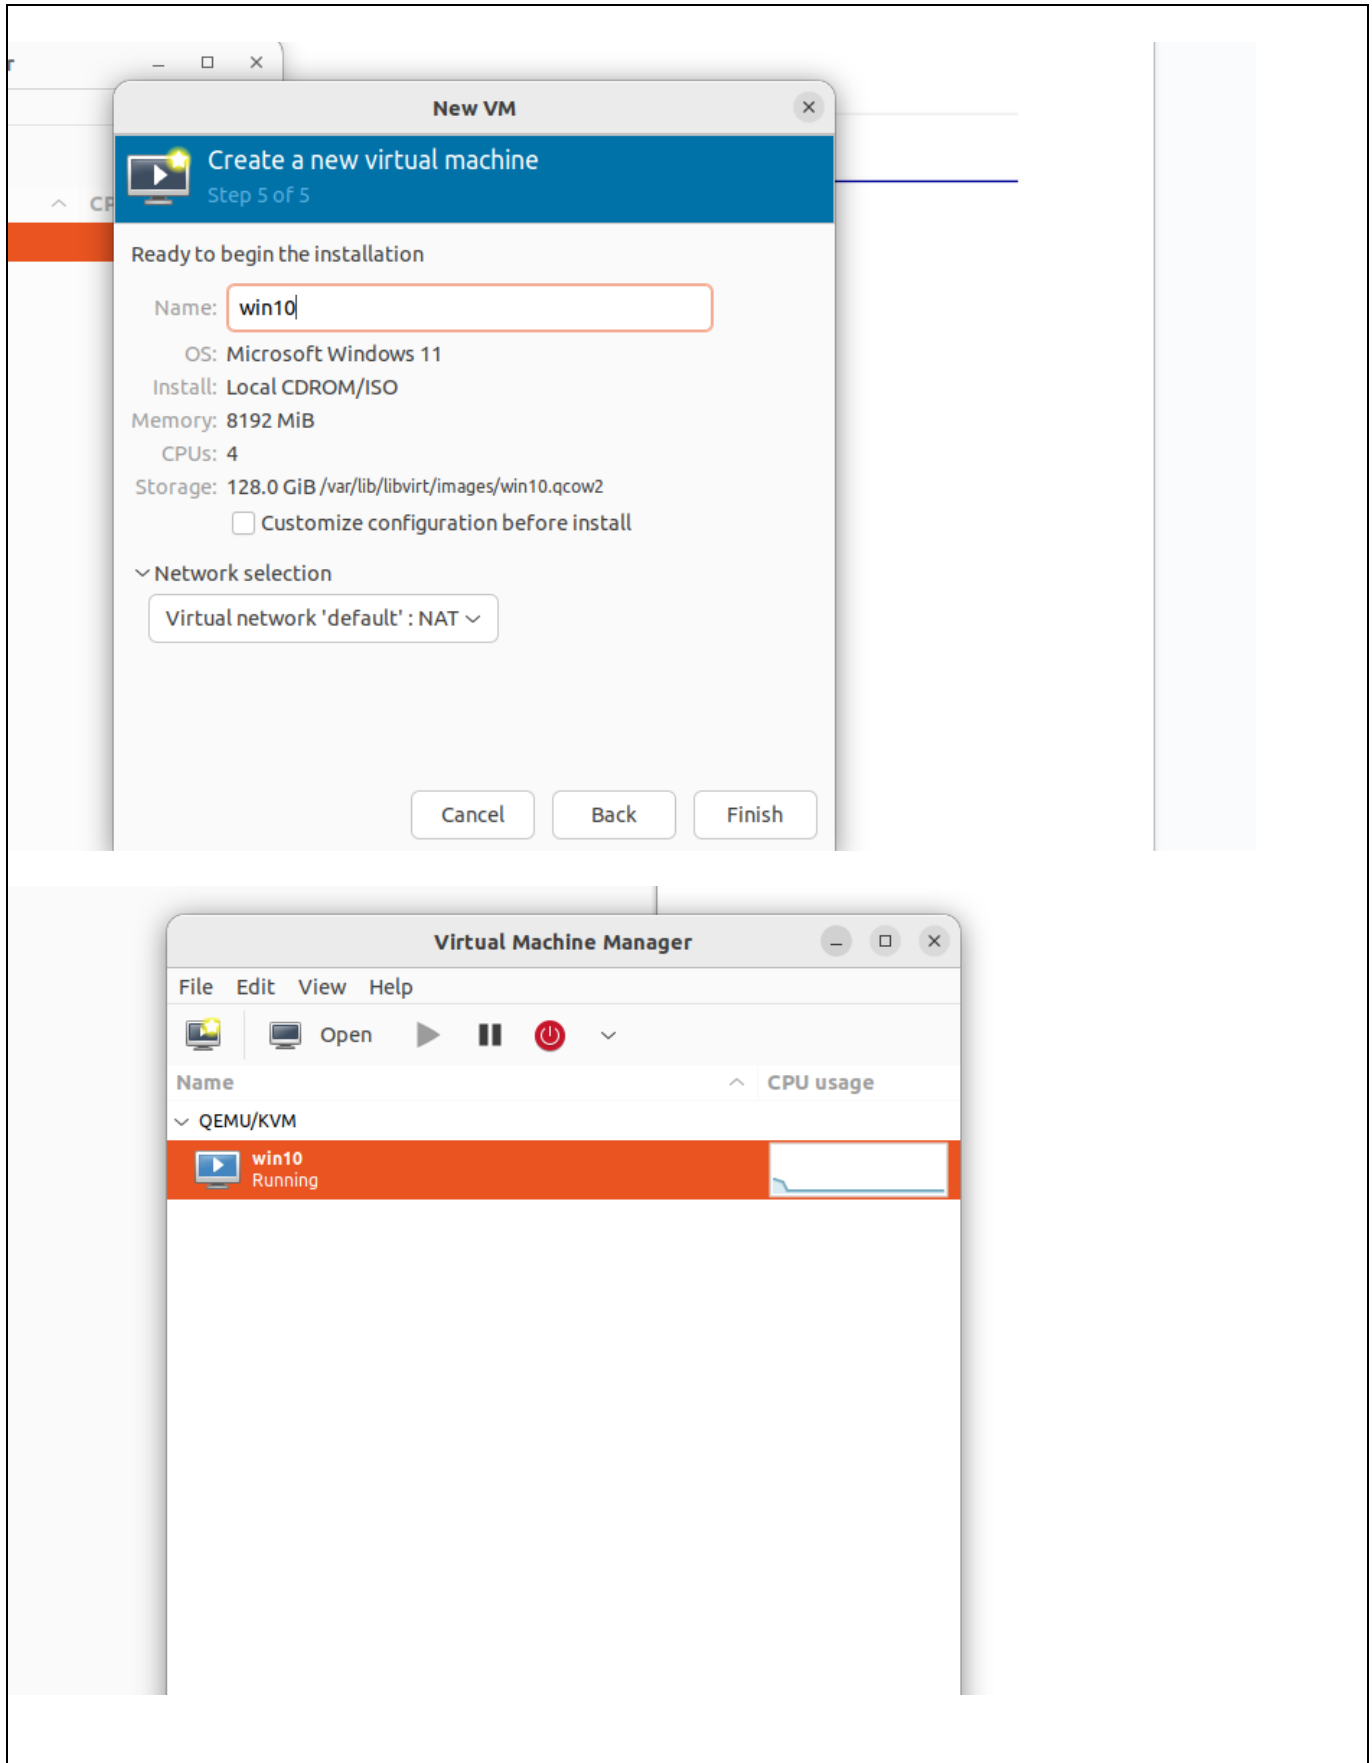 r
New VM
Create a new virtual machine
Step 5 of 5
CP
Ready to begin the installation
Name: win10
OS: Microsoft Windows 11
Install: Local CDROM/ISO
Memory: 8192 MiB
CPUs: 4
Storage: 128.0 GiB /var/lib/libvirt/images/win10.qcow2
Customize configuration before install
Network selection
Virtual network 'default' : NAT
Cancel Back Finish
Virtual Machine Manager
File Edit View Help
Open
Name CPU usage
QEMU/KVM
win10
Running